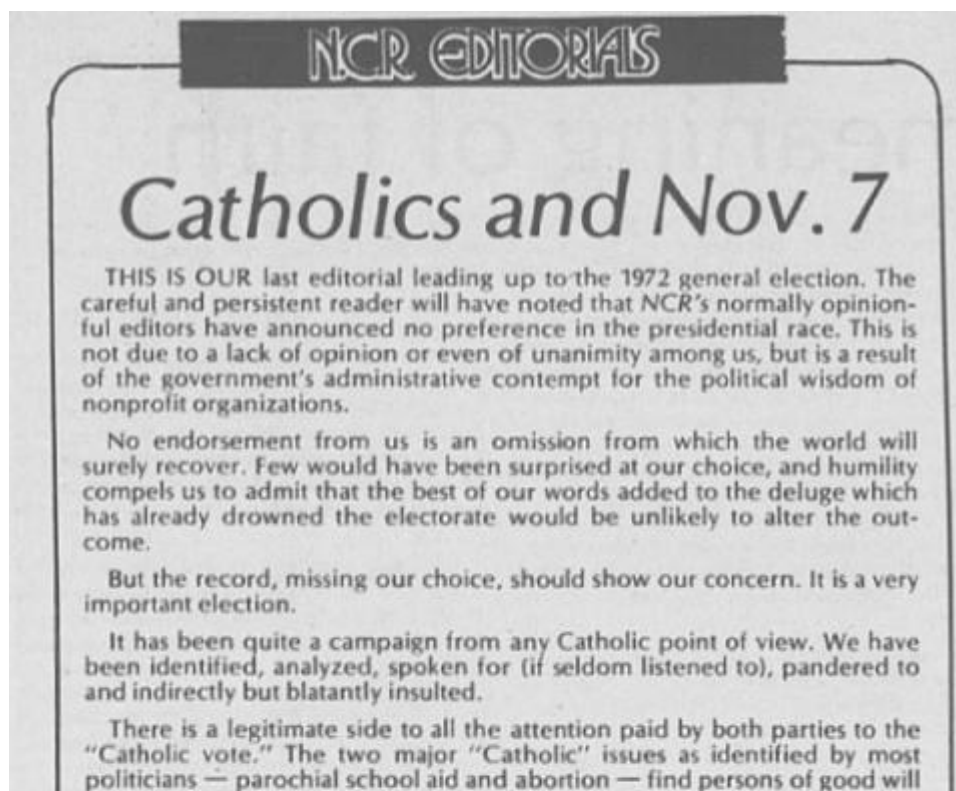 N.C.R. EDITORIALS
Catholics and Nov. 7
THIS IS OUR last editorial leading up to the 1972 general election. The
careful and persistent reader will have noted that NCR's normally opinion-
ful editors have announced no preference in the presidential race. This is
not due to a lack of opinion or even of unanimity among us, but is a result
of the government's administrative contempt for the political wisdom of
nonprofit organizations.
No endorsement from us is an omission from which the world will
surely recover. Few would have been surprised at our choice, and humility
compels us to admit that the best of our words added to the deluge which
has already drowned the electorate would be unlikely to alter the out-
come.
But the record, missing our choice, should show our concern. It is a very
important election.
It has been quite a campaign from any Catholic point of view. We have
been identified, analyzed, spoken for (if seldom listened to), pandered to
and indirectly but blatantly insulted.
There is a legitimate side to all the attention paid by both parties to the
"Catholic vote." The two major "Catholic" issues as identified by most
politicians — parochial school aid and abortion — find persons of good will